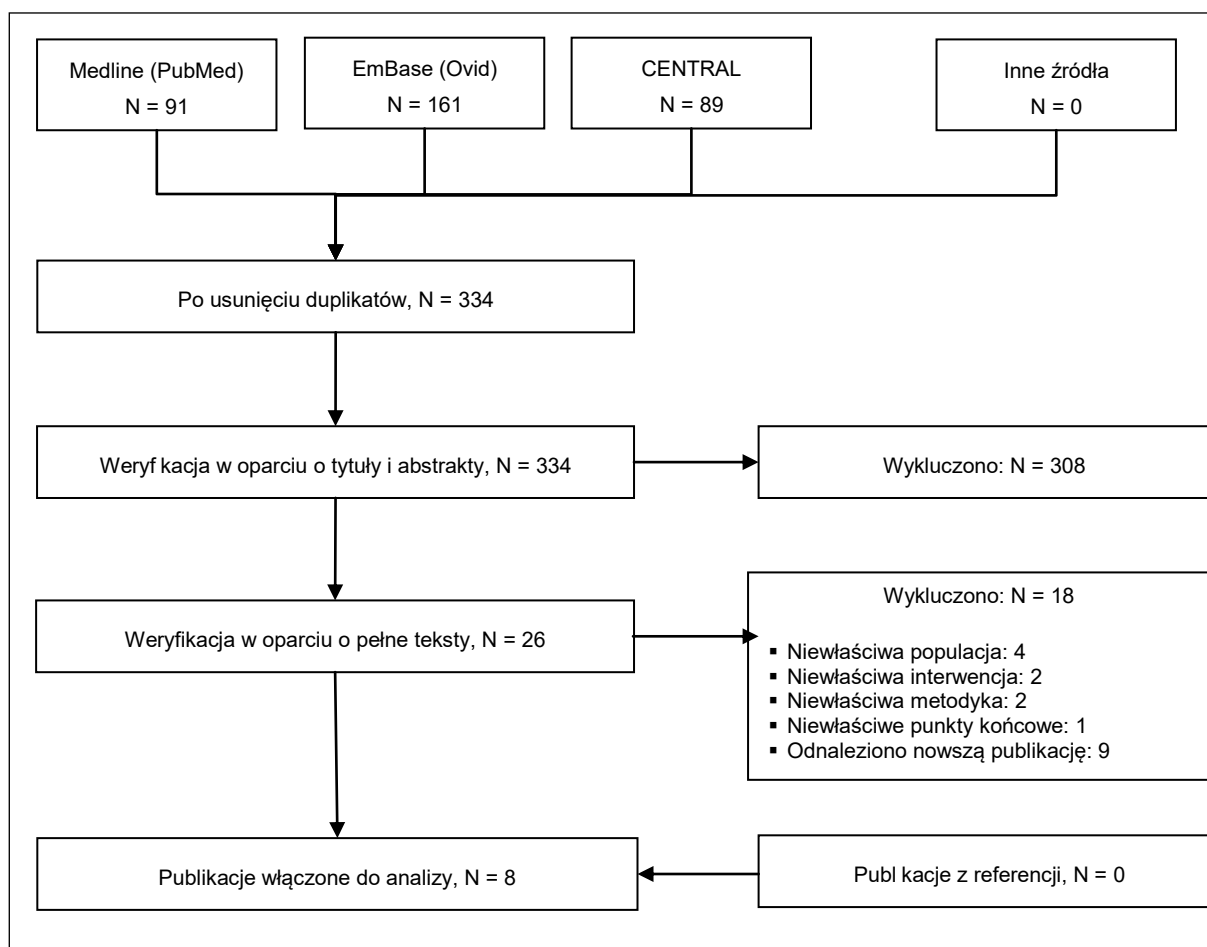 Medline (PubMed)
N = 91
EmBase (Ovid)
N = 161
CENTRAL
N = 89
Inne źródła
N = 0
Po usunięciu duplikatów, N = 334
Weryf kacja w oparciu o tytuły i abstrakty, N = 334
Wykluczono: N = 308
Weryfikacja w oparciu o pełne teksty, N = 26
Wykluczono: N = 18
▪ Niewłaściwa populacja: 4
▪ Niewłaściwa interwencja: 2
▪ Niewłaściwa metodyka: 2
▪ Niewłaściwe punkty końcowe: 1
▪ Odnaleziono nowszą publikację: 9
Publikacje włączone do analizy, N = 8
Publ kacje z referencji, N = 0